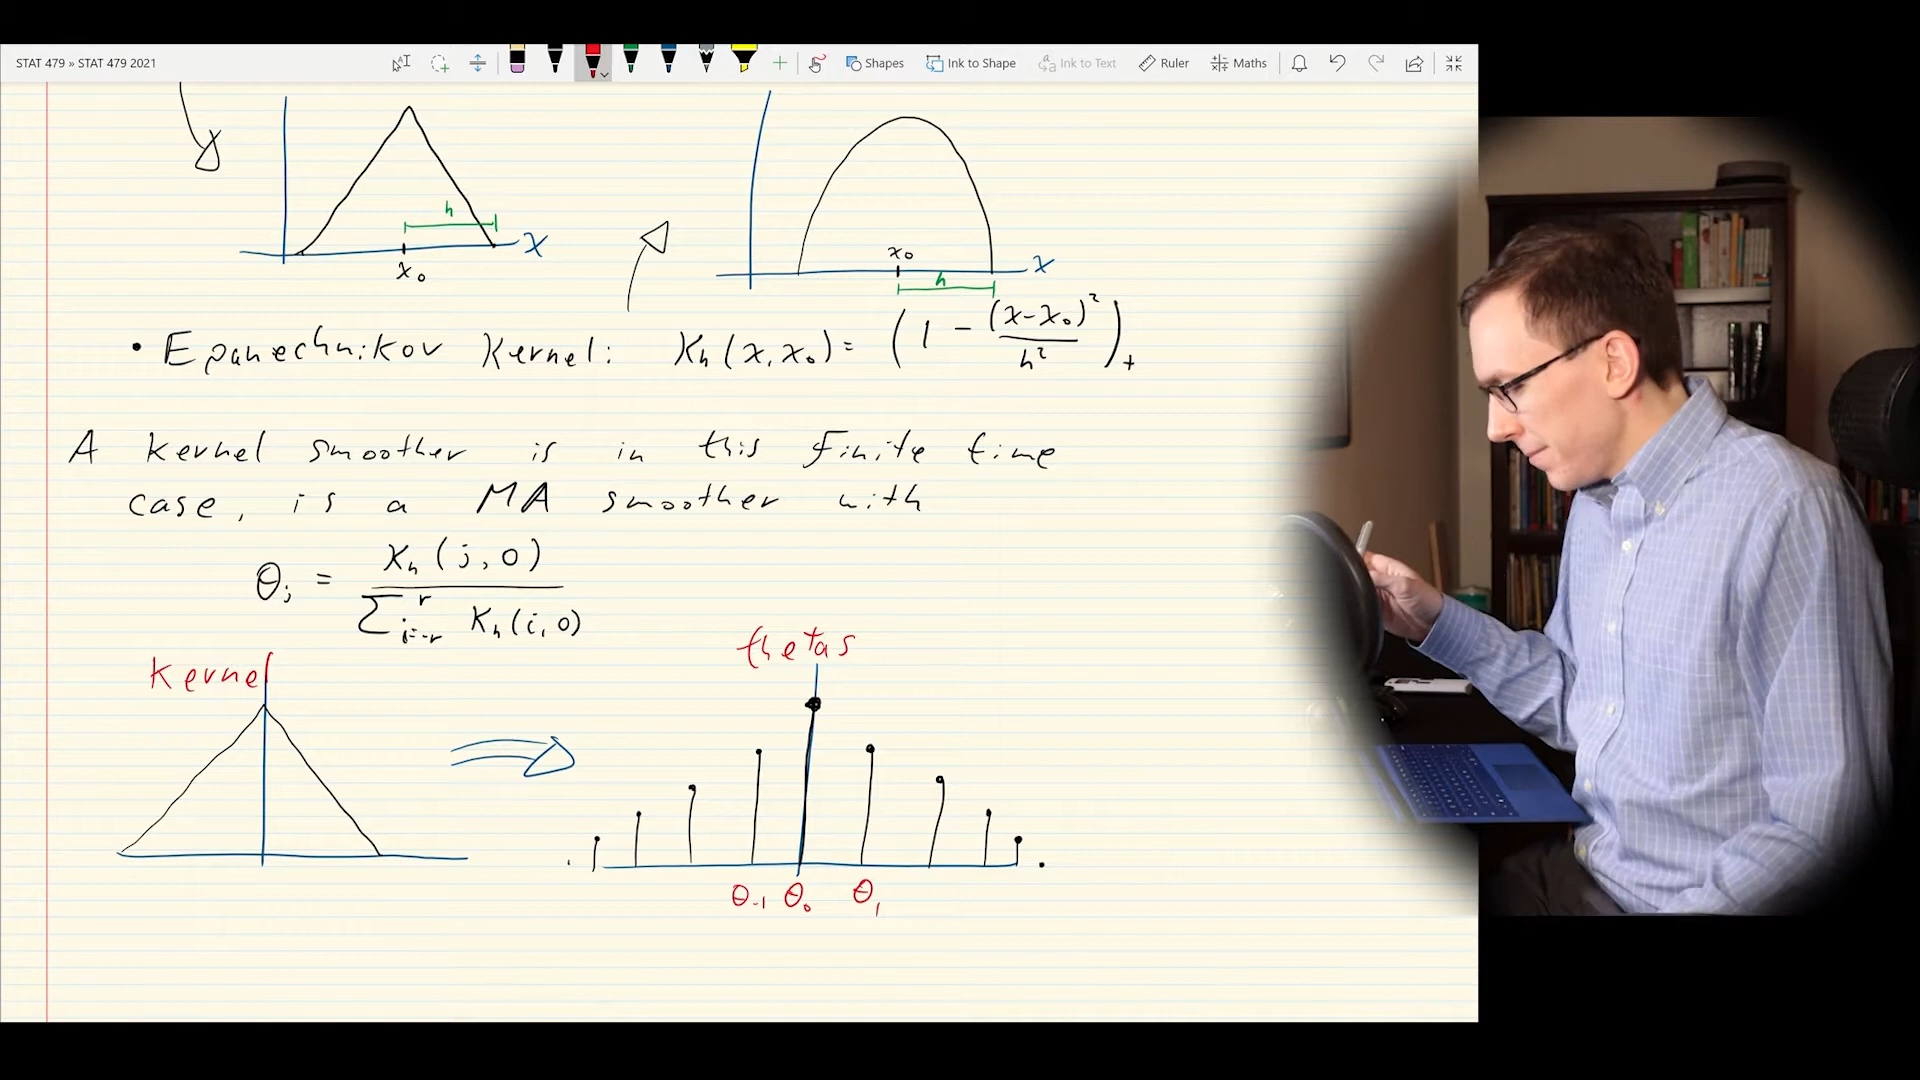 STAT 479 » STAT 479 2021
Shapes
Ink to Shape
Ink to Text
Ruler
Maths
h
x
x₀
x₀
h
x
• Epanechnikov Kernel: Kₕ(x, x₀) = (1 − (x−x₀)²/h²)₊
A kernel smoother is in this finite time
case, is a MA smoother with
θⱼ = Kₕ(j, 0) / Σᵢ₌₋ᵣʳ Kₕ(i, 0)
Kernel
thetas
θ₋₁ θ₀ θ₁